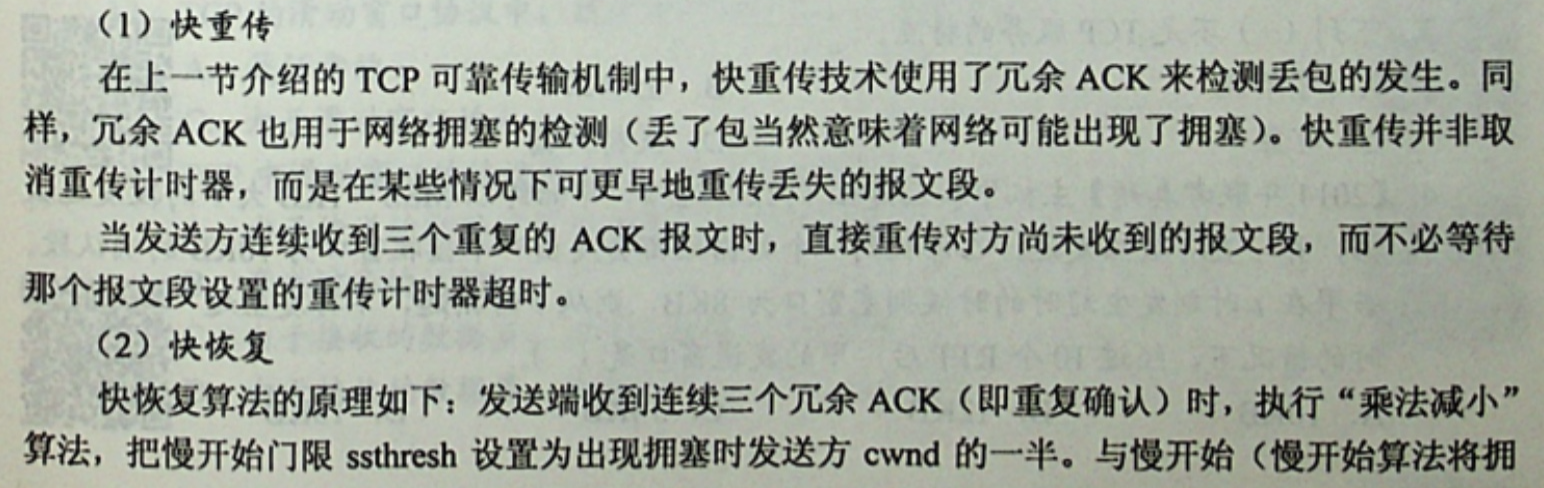 （1）快重传
在上一节介绍的 TCP 可靠传输机制中，快重传技术使用了冗余 ACK 来检测丢包的发生。同
样，冗余 ACK 也用于网络拥塞的检测（丢了包当然意味着网络可能出现了拥塞）。快重传并非取
消重传计时器，而是在某些情况下可更早地重传丢失的报文段。
当发送方连续收到三个重复的 ACK 报文时，直接重传对方尚未收到的报文段，而不必等待
那个报文段设置的重传计时器超时。
（2）快恢复
快恢复算法的原理如下：发送端收到连续三个冗余 ACK（即重复确认）时，执行“乘法减小”
算法，把慢开始门限 ssthresh 设置为出现拥塞时发送方 cwnd 的一半。与慢开始（慢开始算法将拥